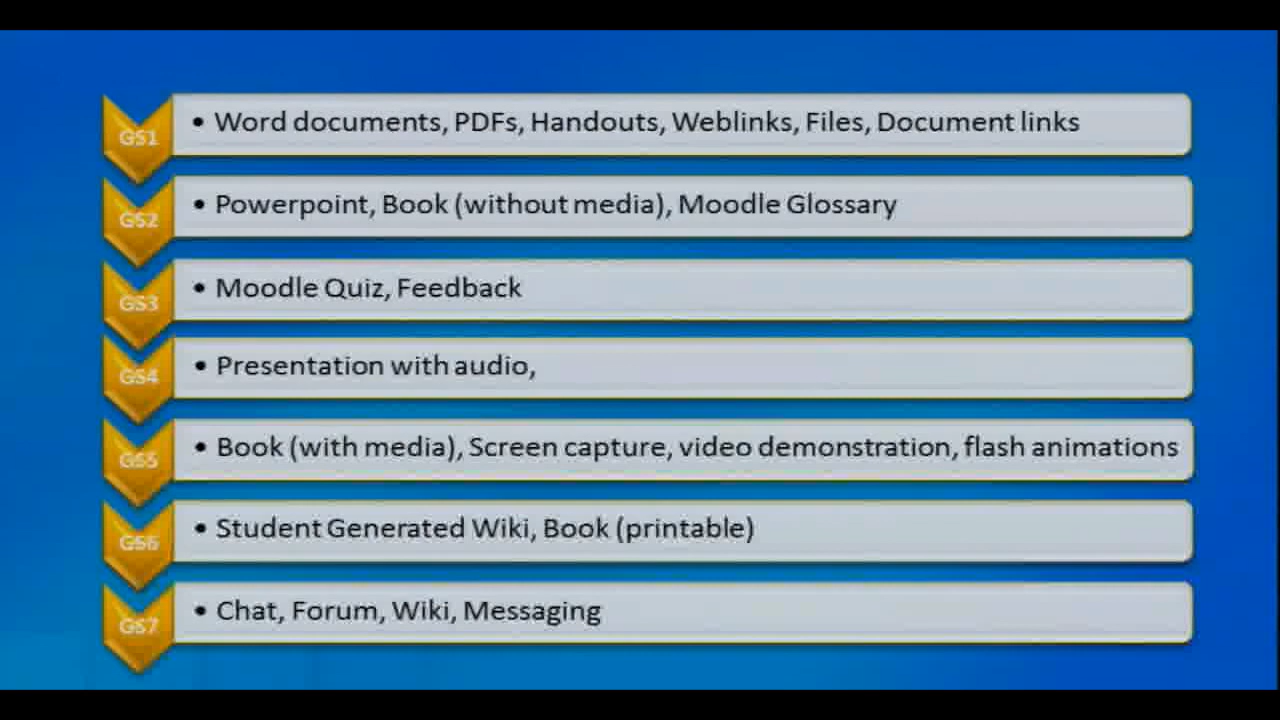 GS1
• Word documents, PDFs, Handouts, Weblinks, Files, Document links
GS2
• Powerpoint, Book (without media), Moodle Glossary
GS3
• Moodle Quiz, Feedback
GS4
• Presentation with audio,
GS5
• Book (with media), Screen capture, video demonstration, flash animations
GS6
• Student Generated Wiki, Book (printable)
GS7
• Chat, Forum, Wiki, Messaging